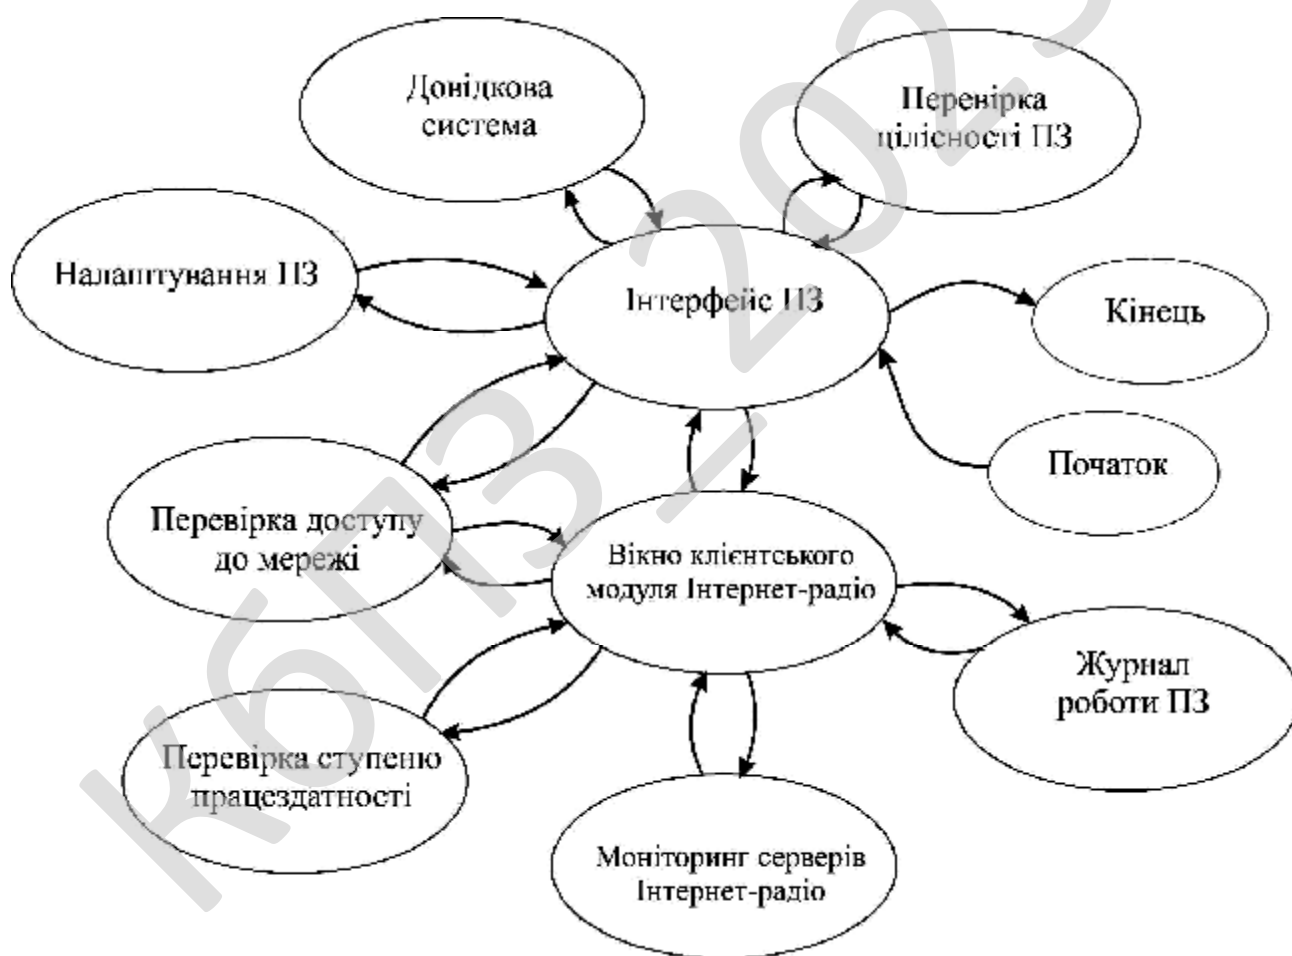 Довідкова
система
Перевірка
цілісності ПЗ
Налаштування ПЗ
Інтерфейс ПЗ
Кінець
Початок
Перевірка доступу
до мережі
Вікно клієнтського
модуля Інтернет-радіо
Журнал
роботи ПЗ
Перевірка ступеню
працездатності
Моніторинг серверів
Інтернет-радіо